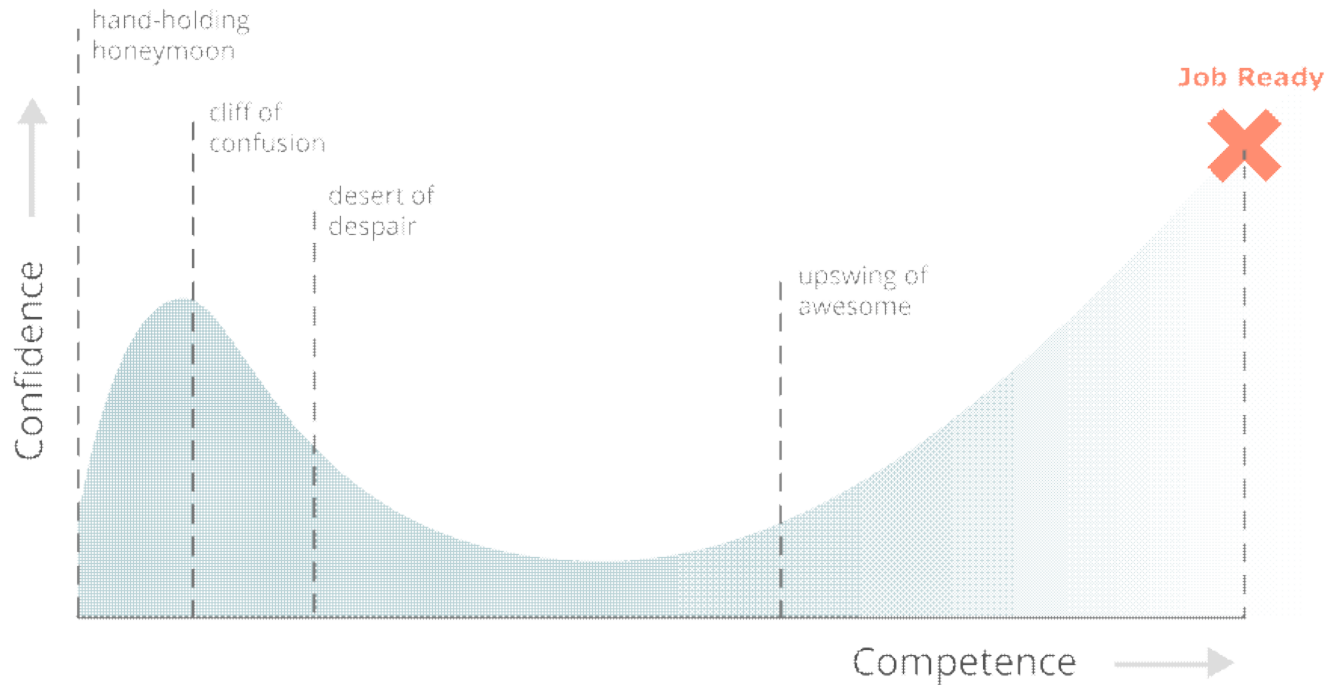 hand-holding
honeymoon
cliff of
confusion
desert of
despair
upswing of
awesome
Job Ready
Confidence
Competence